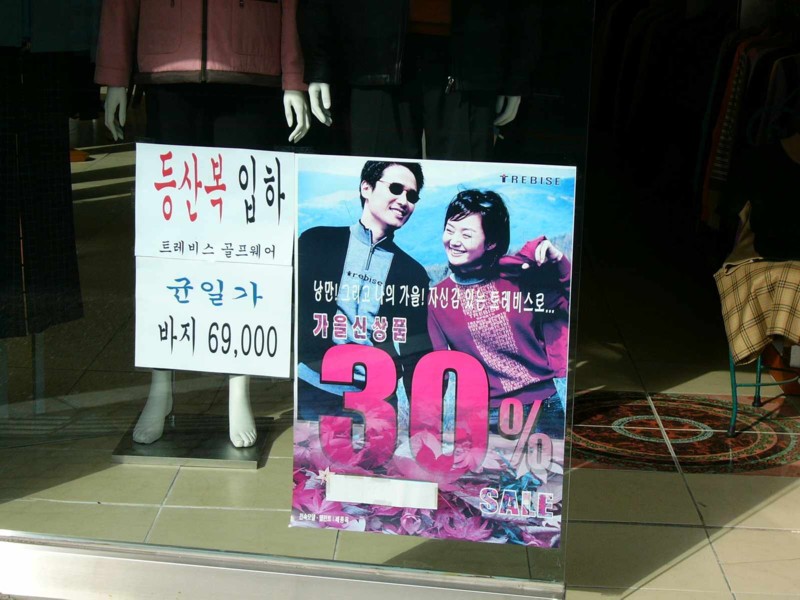 등산복 입하
트레비스 골프웨어
균일가
바지 69,000
REBISE
rebise
낭만! 그리고 나의 가을! 자신감 있는 트레비스로...
가을신상품
30%
SALE